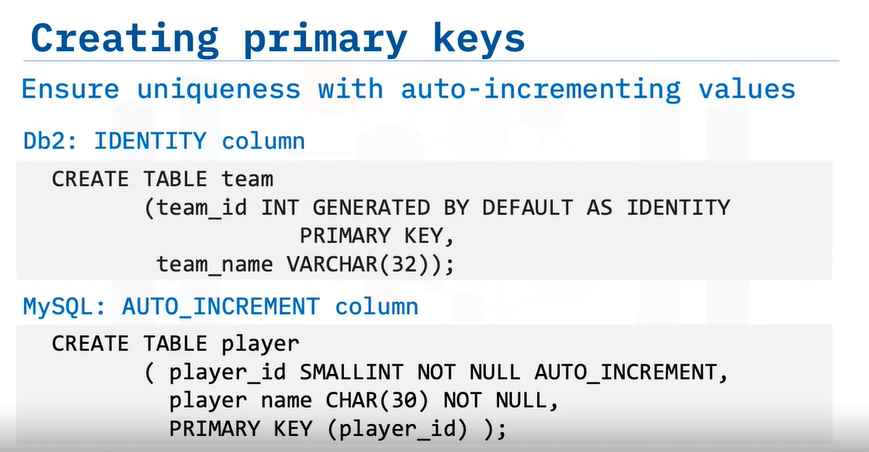 Creating primary keys
Ensure uniqueness with auto-incrementing values
Db2: IDENTITY column
CREATE TABLE team
(team_id INT GENERATED BY DEFAULT AS IDENTITY
PRIMARY KEY,
team_name VARCHAR(32));
MySQL: AUTO_INCREMENT column
CREATE TABLE player
( player_id SMALLINT NOT NULL AUTO_INCREMENT,
player name CHAR(30) NOT NULL,
PRIMARY KEY (player_id) );